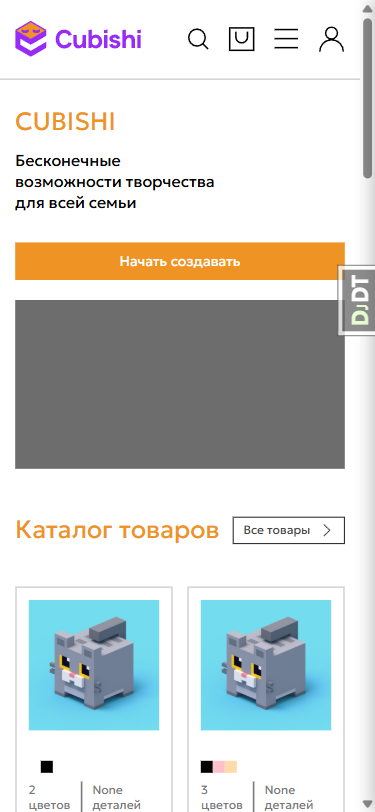 Cubishi
CUBISHI
Бесконечные
возможности творчества
для всей семьи
Начать создавать
DJDT
Каталог товаров
Все товары
2
цветов
None
деталей
3
цветов
None
деталей